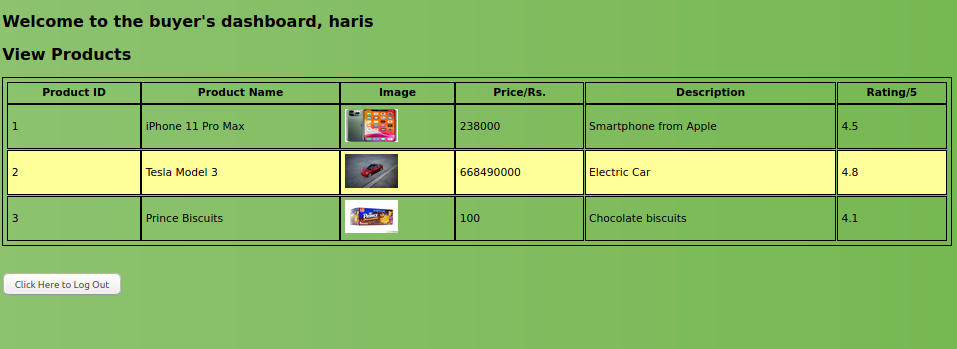 Welcome to the buyer's dashboard, haris
View Products
Product ID Product Name Image Price/Rs. Description Rating/5
1 iPhone 11 Pro Max 238000 Smartphone from Apple 4.5
2 Tesla Model 3 668490000 Electric Car 4.8
3 Prince Biscuits 100 Chocolate biscuits 4.1
Click Here to Log Out